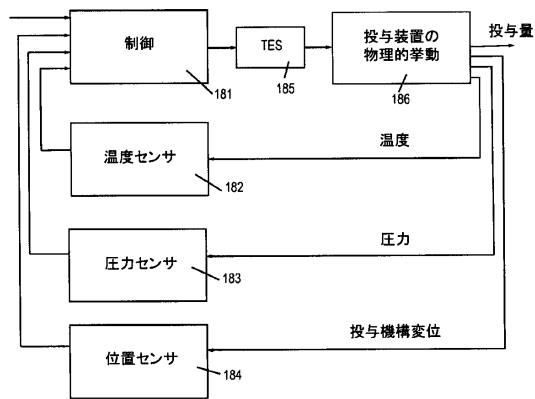 制御
181
TES
185
投与装置の
物理的挙動
186
投与量
温度センサ
182
温度
圧力センサ
183
圧力
位置センサ
184
投与機構変位